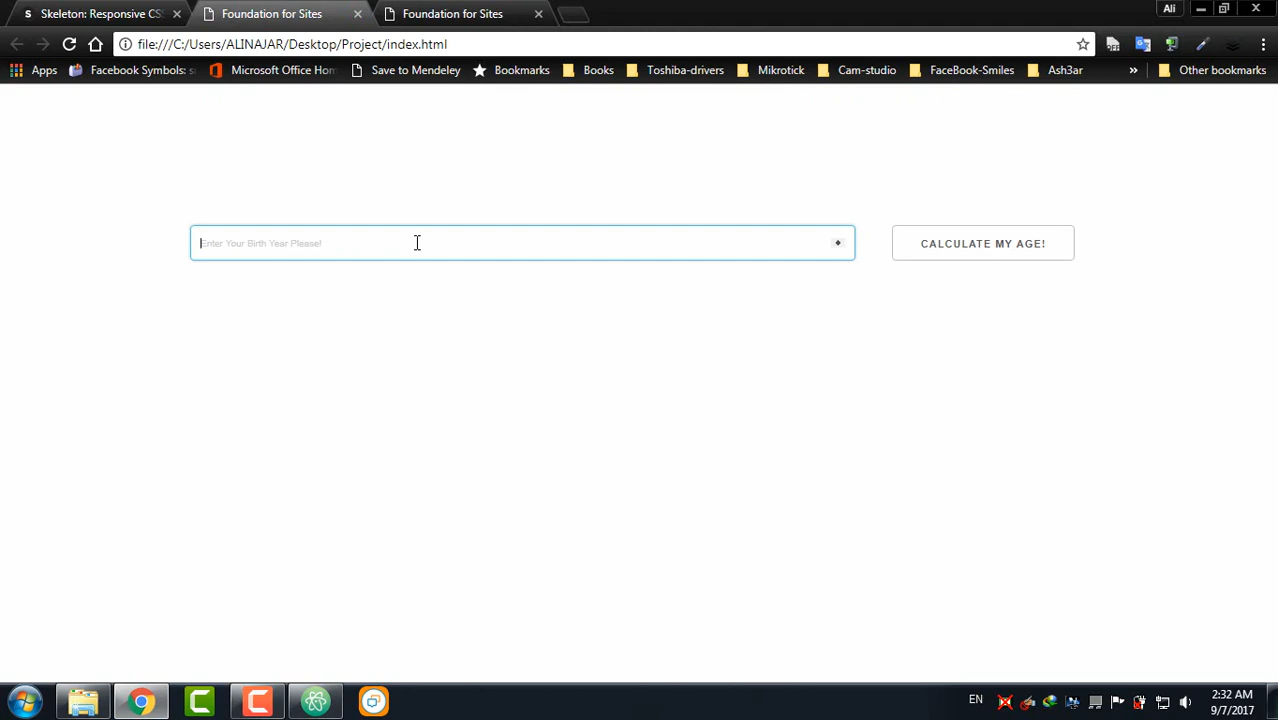 S Skeleton: Responsive CSS
Foundation for Sites
Foundation for Sites
Ali
file:///C:/Users/ALINAJAR/Desktop/Project/index.html
Apps
Facebook Symbols: s
Microsoft Office Hom
Save to Mendeley
Bookmarks
Books
Toshiba-drivers
Mikrotick
Cam-studio
FaceBook-Smiles
Ash3ar
»
Other bookmarks
Enter Your Birth Year Please!
CALCULATE MY AGE!
EN
2:32 AM
9/7/2017